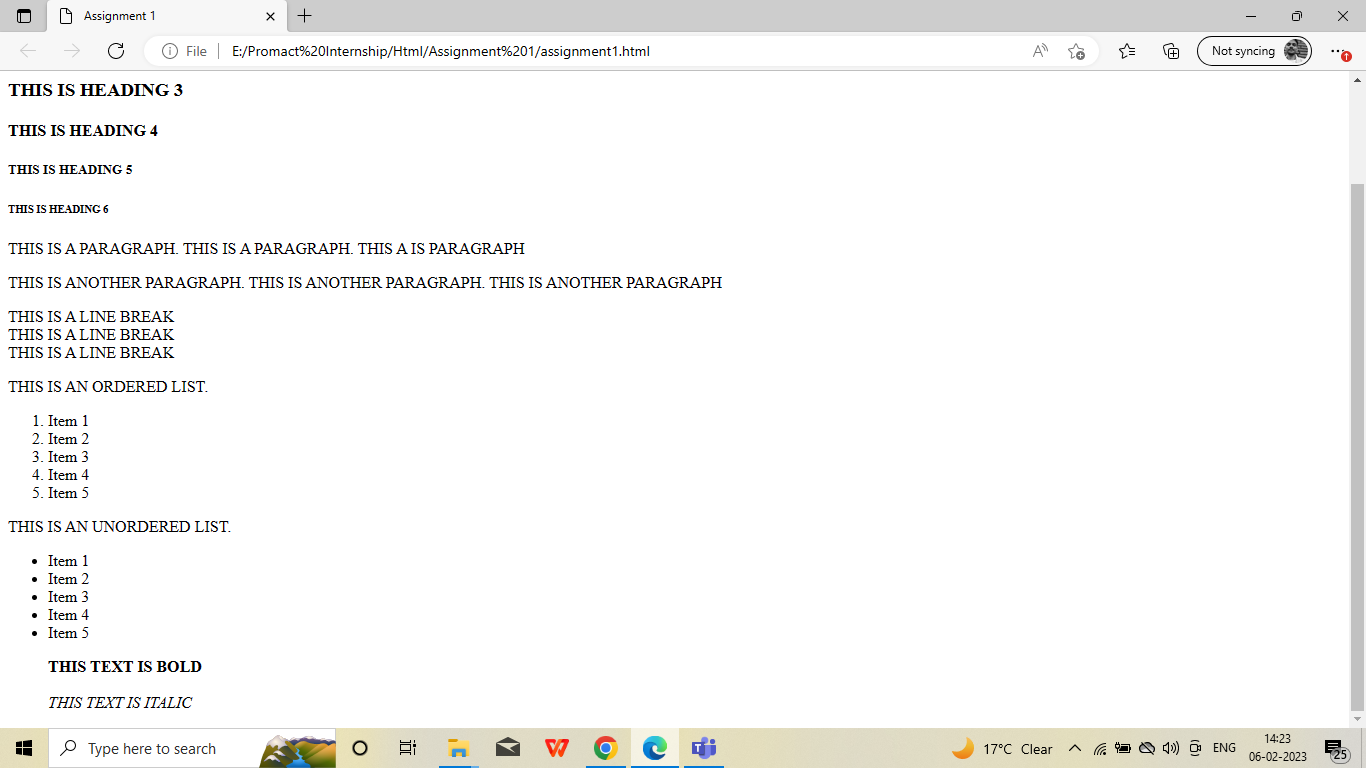 Assignment 1
File
E:/Promact%20Internship/Html/Assignment%201/assignment1.html
Not syncing
THIS IS HEADING 3
THIS IS HEADING 4
THIS IS HEADING 5
THIS IS HEADING 6
THIS IS A PARAGRAPH. THIS IS A PARAGRAPH. THIS A IS PARAGRAPH
THIS IS ANOTHER PARAGRAPH. THIS IS ANOTHER PARAGRAPH. THIS IS ANOTHER PARAGRAPH
THIS IS A LINE BREAK
THIS IS A LINE BREAK
THIS IS A LINE BREAK
THIS IS AN ORDERED LIST.
1. Item 1
2. Item 2
3. Item 3
4. Item 4
5. Item 5
THIS IS AN UNORDERED LIST.
• Item 1
• Item 2
• Item 3
• Item 4
• Item 5
THIS TEXT IS BOLD
THIS TEXT IS ITALIC
Type here to search
17°C Clear
ENG
14:23
06-02-2023
25